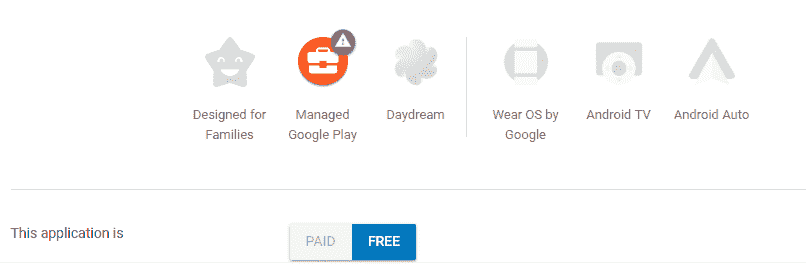 Designed for
Families
Managed
Google Play
Daydream
Wear OS by
Google
Android TV
Android Auto
This application is
PAID
FREE